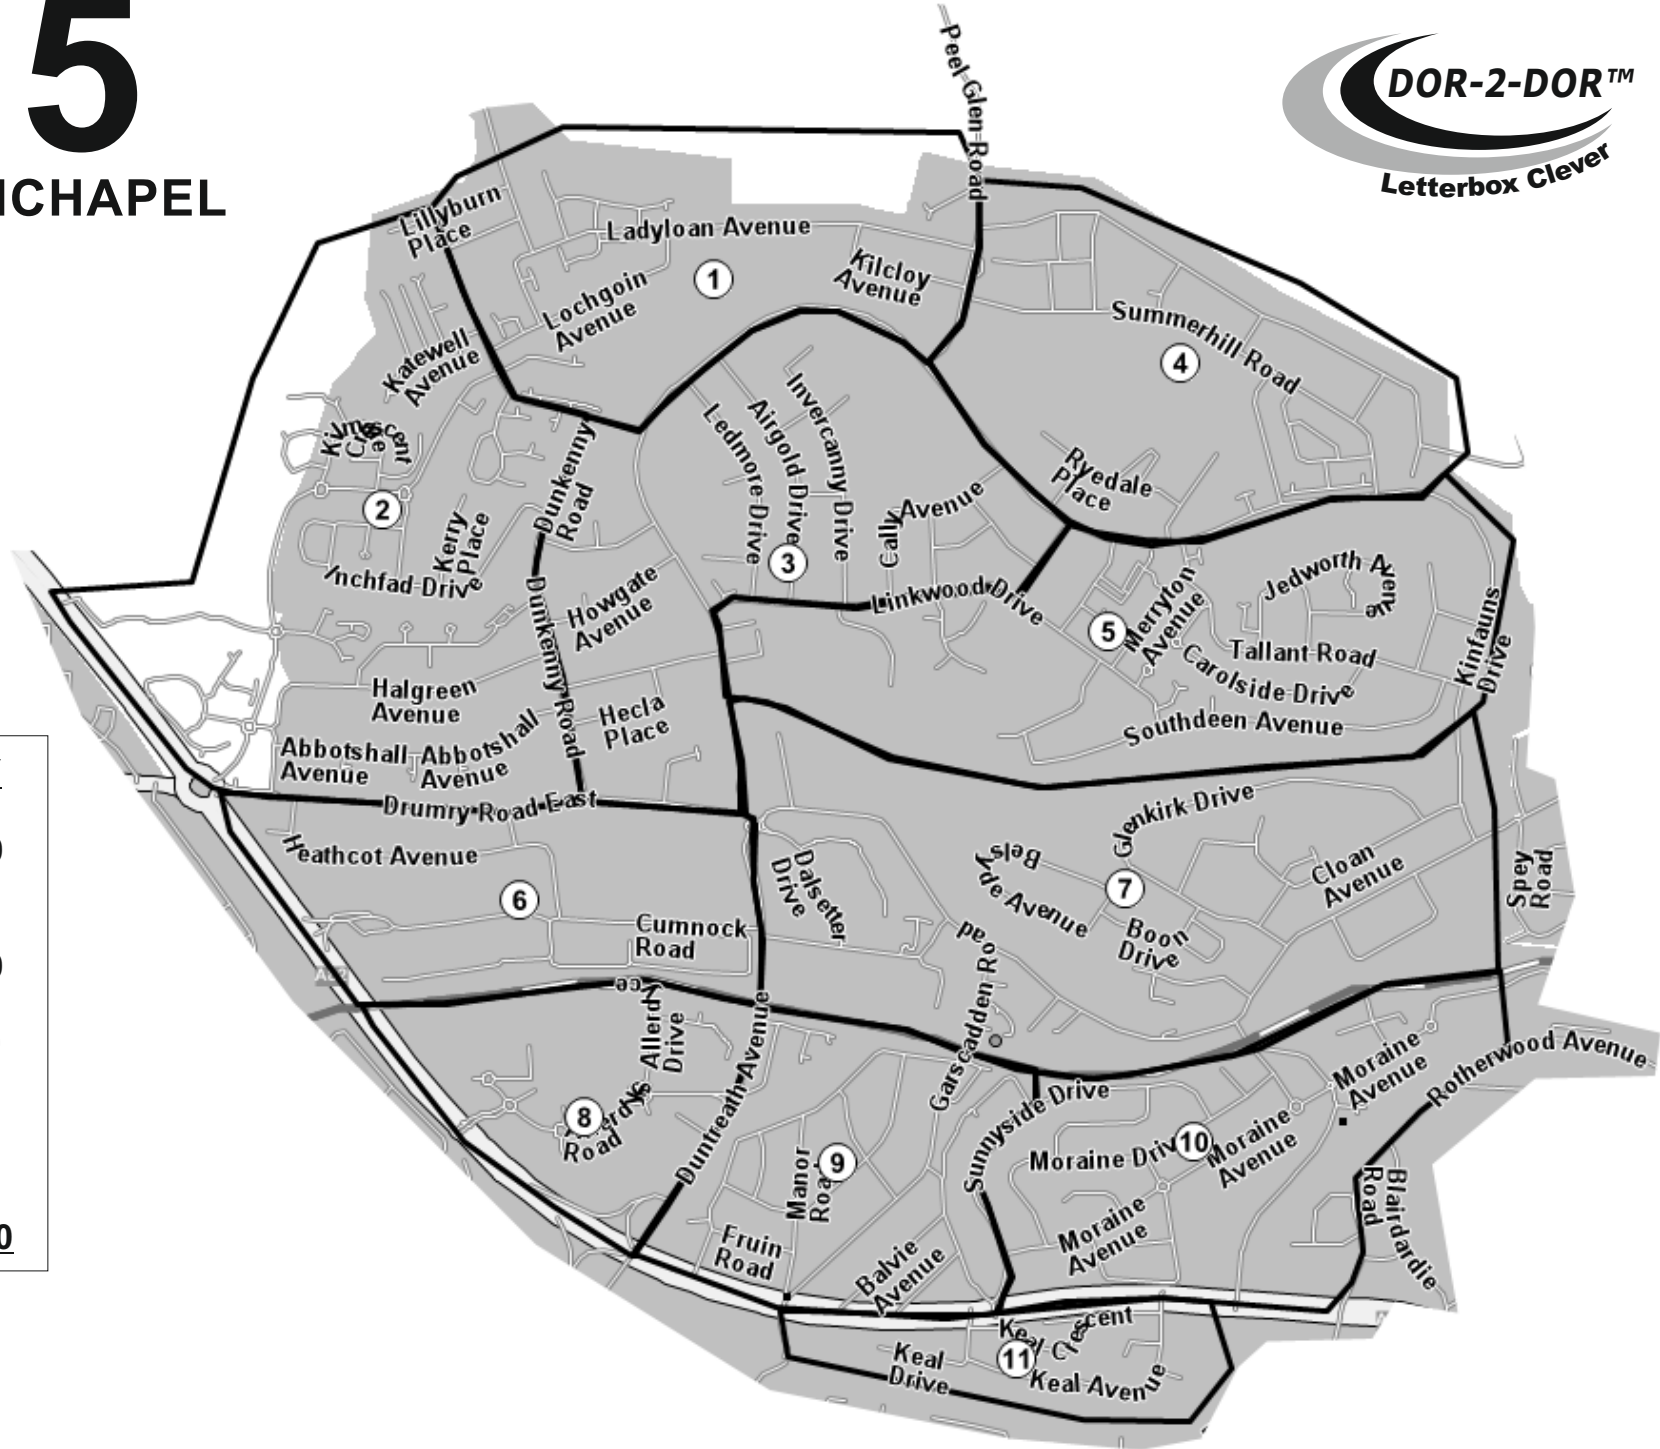 5
NCHAPEL
DOR-2-DOR™
Letterbox Clever
Peel Glen Road
Lillyburn
Place
Ladyloan Avenue
1
Kilcloy
Avenue
Lochgoin
Avenue
Summerhill Road
4
Katewell
Avenue
Invercanny Drive
Airgold Drive
Ledmore Drive
Dunkenny
Road
2
Ryedale
Place
Cally Avenue
Kerry
Place
3
Inchfad Drive
Linkwood Drive
Jedworth Avenue
Howgate
Avenue
5
Merryton
Avenue
Kinfauns
Drive
Tallant Road
Carolside Drive
Dunkenny Road
Halgreen
Avenue
Hecla
Place
Southdeen Avenue
Abbotshall
Avenue
Abbotshall
Avenue
Drumry Road East
Glenkirk Drive
Heathcot Avenue
Dalsetter
Drive
Belsyde Avenue
7
Cloan
Avenue
Spey
Road
6
Cumnock
Road
Boon
Drive
Garscadden Road
0
0
0
Allerdyce
Drive
Duntreath Avenue
Moraine
Avenue
Rotherwood Avenue
Sunnyside Drive
8
Allerdyce
Road
9
Manor
Road
10
Moraine Drive
Moraine
Avenue
Blairdardie
Road
Moraine
Avenue
Fruin
Road
Balvie
Avenue
Keal Crescent
11
Keal
Drive
Keal Avenue